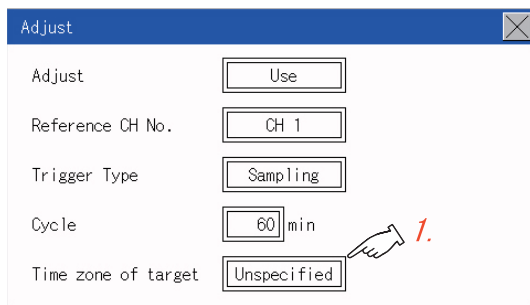 Adjust
Adjust Use
Reference CH No. CH 1
Trigger Type Sampling
Cycle 60 min
1.
Time zone of target Unspecified